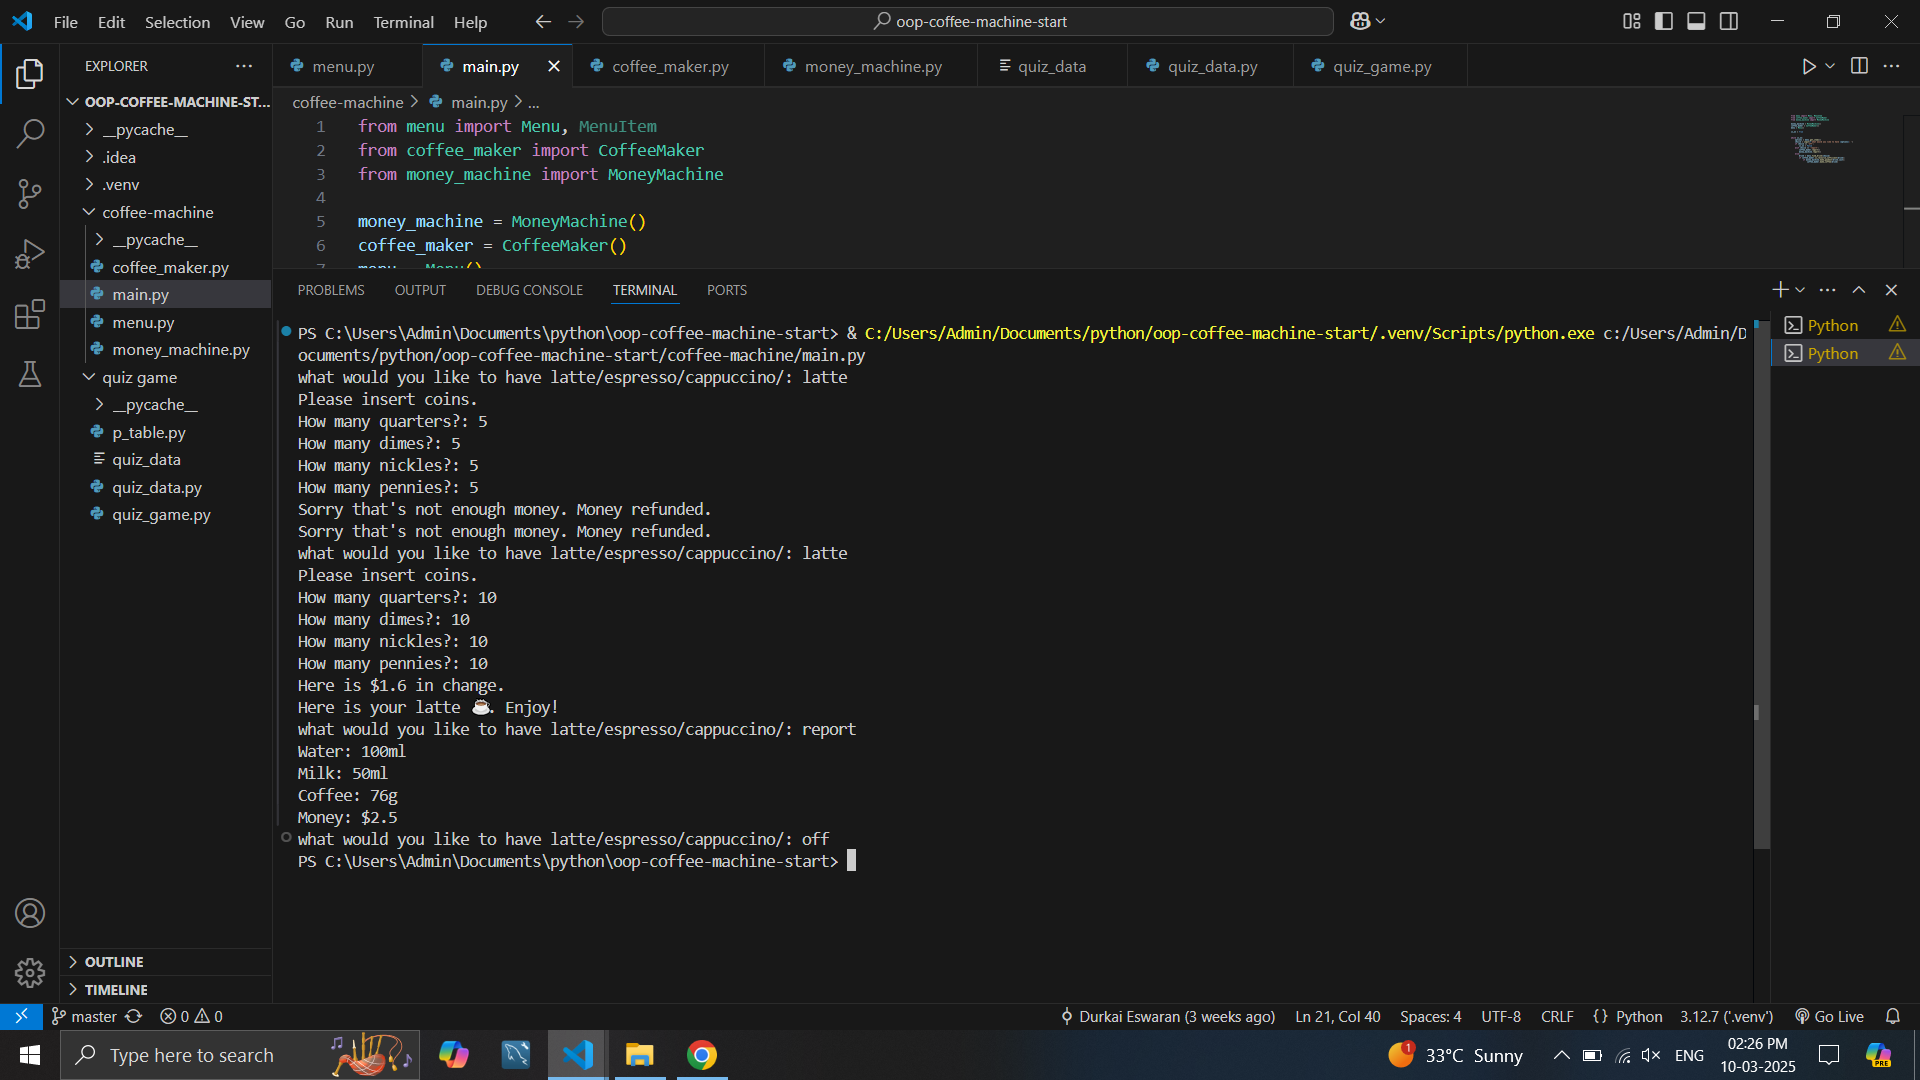 File Edit Selection View Go Run Terminal Help
oop-coffee-machine-start
EXPLORER
menu.py
main.py
coffee_maker.py
money_machine.py
quiz_data
quiz_data.py
quiz_game.py
OOP-COFFEE-MACHINE-ST...
__pycache__
.idea
.venv
coffee-machine
__pycache__
coffee_maker.py
main.py
menu.py
money_machine.py
quiz game
__pycache__
p_table.py
quiz_data
quiz_data.py
quiz_game.py
OUTLINE
TIMELINE
coffee-machine > main.py > ...
1 from menu import Menu, MenuItem
2 from coffee_maker import CoffeeMaker
3 from money_machine import MoneyMachine
4
5 money_machine = MoneyMachine()
6 coffee_maker = CoffeeMaker()
7 menu = Menu()
PROBLEMS OUTPUT DEBUG CONSOLE TERMINAL PORTS
Python
Python
PS C:\Users\Admin\Documents\python\oop-coffee-machine-start> & C:/Users/Admin/Documents/python/oop-coffee-machine-start/.venv/Scripts/python.exe c:/Users/Admin/D
ocuments/python/oop-coffee-machine-start/coffee-machine/main.py
what would you like to have latte/espresso/cappuccino/: latte
Please insert coins.
How many quarters?: 5
How many dimes?: 5
How many nickles?: 5
How many pennies?: 5
Sorry that's not enough money. Money refunded.
Sorry that's not enough money. Money refunded.
what would you like to have latte/espresso/cappuccino/: latte
Please insert coins.
How many quarters?: 10
How many dimes?: 10
How many nickles?: 10
How many pennies?: 10
Here is $1.6 in change.
Here is your latte ☕. Enjoy!
what would you like to have latte/espresso/cappuccino/: report
Water: 100ml
Milk: 50ml
Coffee: 76g
Money: $2.5
what would you like to have latte/espresso/cappuccino/: off
PS C:\Users\Admin\Documents\python\oop-coffee-machine-start>
master 0 0 Durkai Eswaran (3 weeks ago) Ln 21, Col 40 Spaces: 4 UTF-8 CRLF {} Python 3.12.7 ('.venv') Go Live
Type here to search
1 33°C Sunny ENG
02:26 PM
10-03-2025
PRE